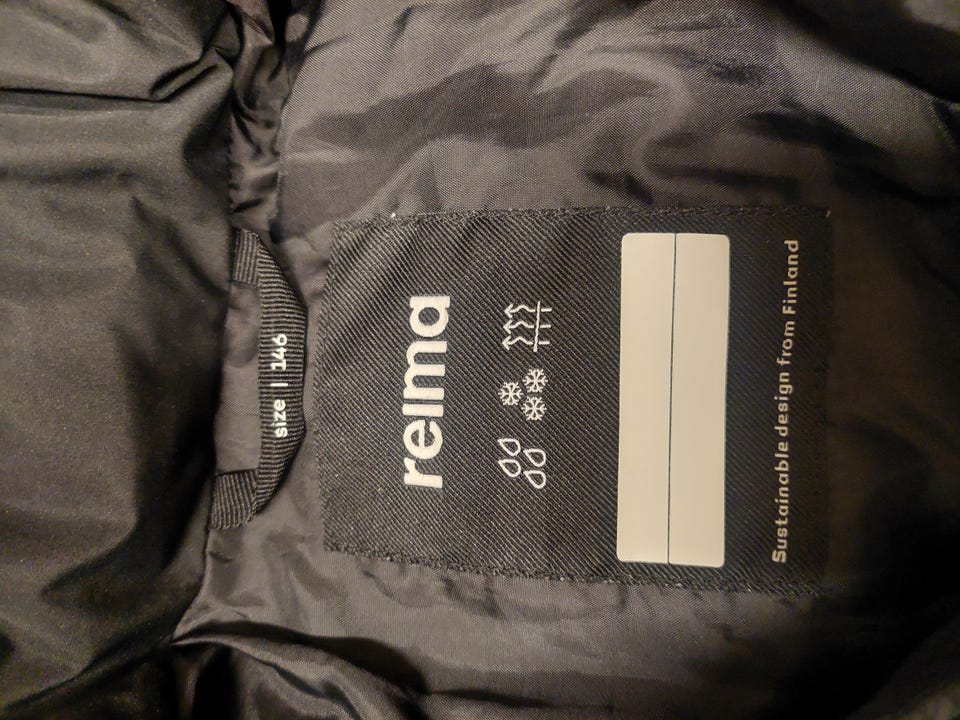 size | 146
reima
Sustainable design from Finland